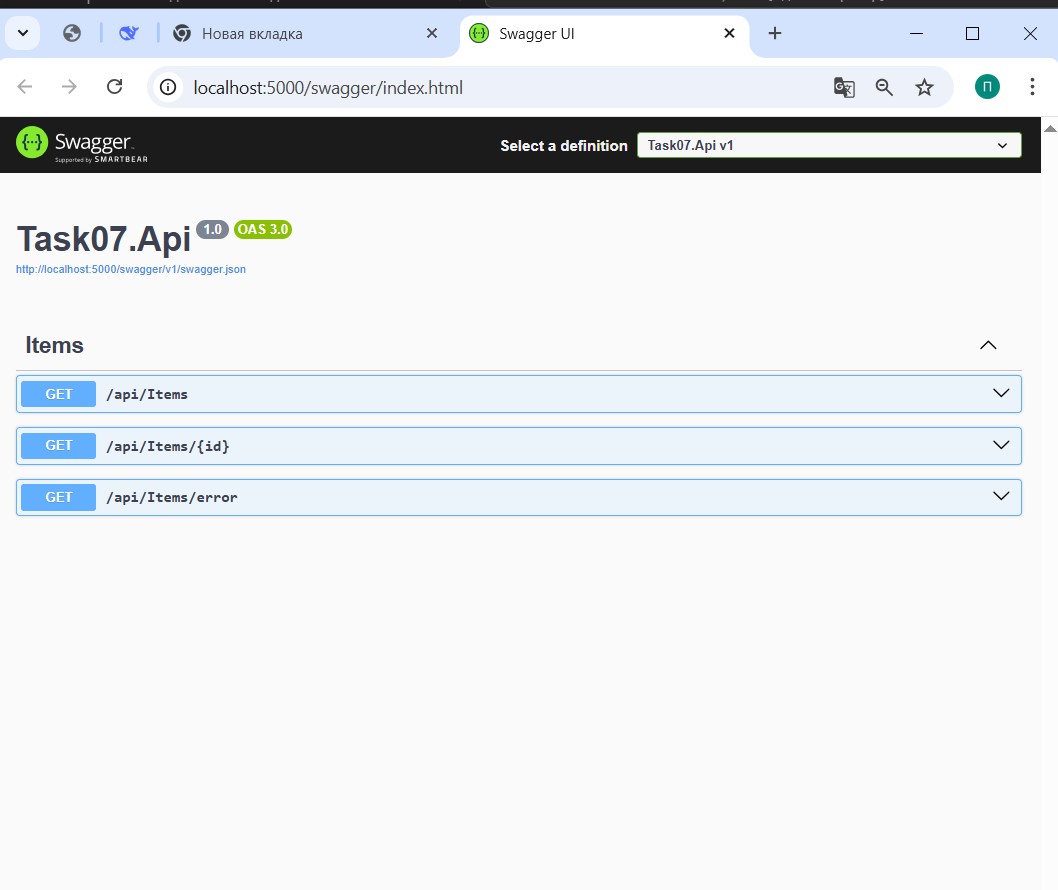 Новая вкладка
Swagger UI
localhost:5000/swagger/index.html
П
Swagger
Supported by SMARTBEAR
Select a definition
Task07.Api v1
Task07.Api 1.0 OAS 3.0
http://localhost:5000/swagger/v1/swagger.json
Items
GET /api/Items
GET /api/Items/{id}
GET /api/Items/error